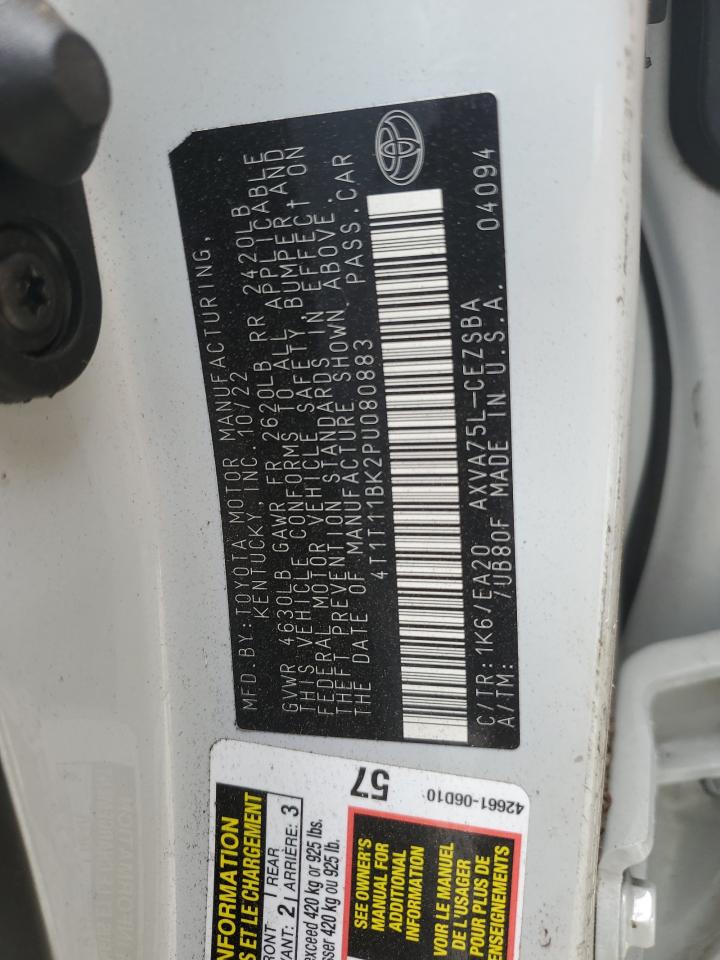 MFD.BY:TOYOTA MOTOR MANUFACTURING,
KENTUCKY, INC.10/22
GVWR 4630LB GAWR FR 2620LB RR 2420LB
THIS VEHICLE CONFORMS TO ALL APPLICABLE
FEDERAL MOTOR VEHICLE SAFETY, BUMPER, AND
THEFT PREVENTION STANDARDS IN EFFECT ON
THE DATE OF MANUFACTURE SHOWN ABOVE.
4T1T11BK2PU080883 PASS.CAR
C/TR:1K6/EA20 AXVA75L-CEZSBA 04094
A/TM: /UB80F MADE IN U.S.A.
57
42661-06D10
NFORMATION
S ET LE CHARGEMENT
RONT
REAR
VANT: 2
ARRIÈRE: 3
exceed 420 kg or 925 lbs.
sser 420 kg ou 925 lb.
SEE OWNER'S
MANUAL FOR
ADDITIONAL
INFORMATION
VOIR LE MANUEL
DE L'USAGER
POUR PLUS DE
RENSEIGNEMENTS